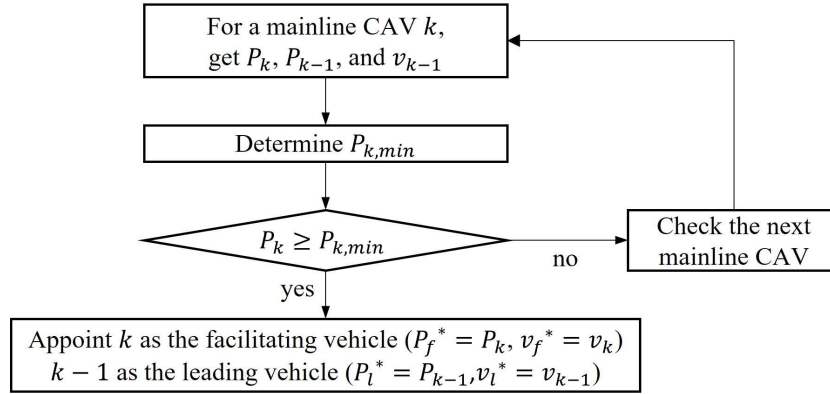 For a mainline CAV k,
get P_k, P_{k-1}, and v_{k-1}
Determine P_{k,min}
P_k ≥ P_{k,min}
no
Check the next
mainline CAV
yes
Appoint k as the facilitating vehicle (P_f^* = P_k, v_f^* = v_k)
k − 1 as the leading vehicle (P_l^* = P_{k-1},v_l^* = v_{k-1})